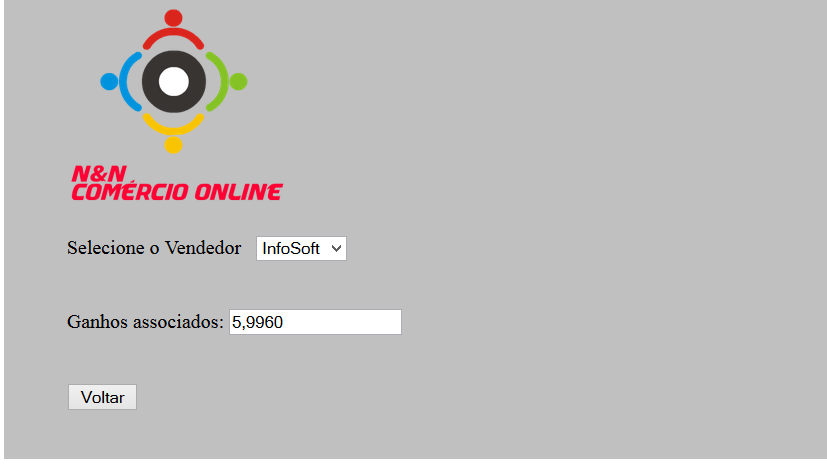 N&N
COMÉRCIO ONLINE
Selecione o Vendedor InfoSoft
Ganhos associados: 5,9960
Voltar